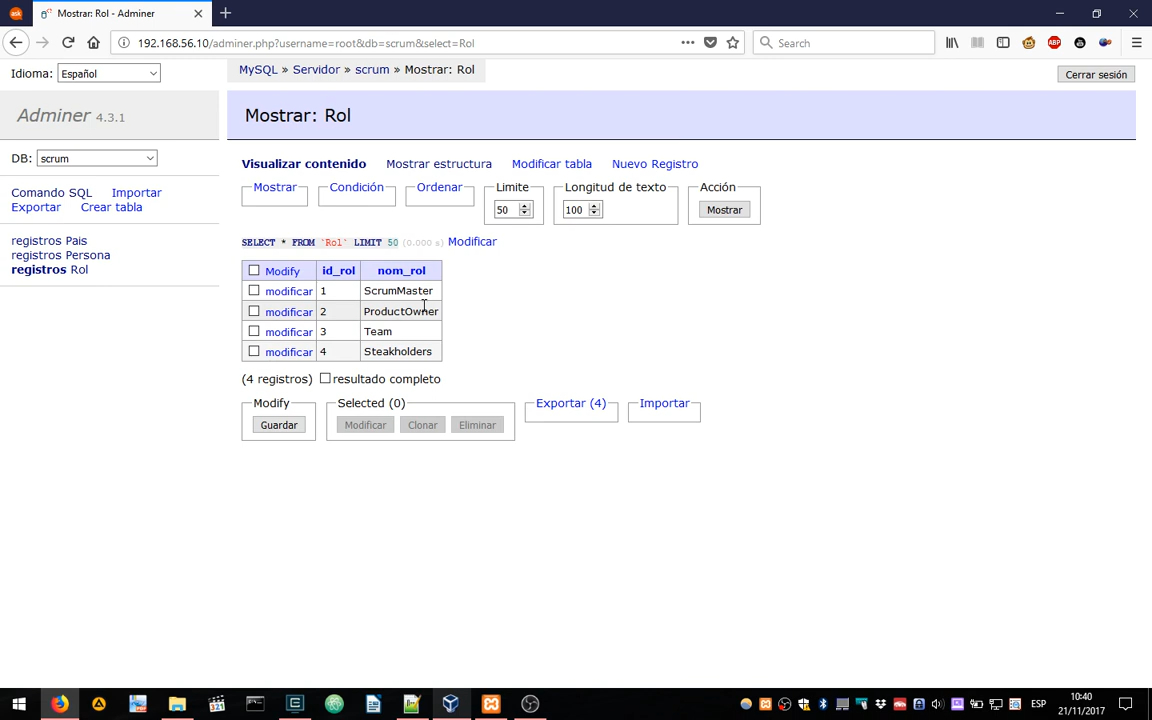 Mostrar: Rol - Adminer
192.168.56.10/adminer.php?username=root&db=scrum&select=Rol
Search
Idioma: Español
MySQL » Servidor » scrum » Mostrar: Rol
Cerrar sesión
Adminer 4.3.1
Mostrar: Rol
DB: scrum
Visualizar contenido Mostrar estructura Modificar tabla Nuevo Registro
Comando SQL Importar
Exportar Crear tabla
Mostrar Condición Ordenar Limite Longitud de texto Acción
50 100 Mostrar
registros Pais
registros Persona
registros Rol
SELECT * FROM `Rol` LIMIT 50 (0.000 s) Modificar
Modify id_rol nom_rol
modificar 1 ScrumMaster
modificar 2 ProductOwner
modificar 3 Team
modificar 4 Steakholders
(4 registros) resultado completo
Modify Selected (0) Exportar (4) Importar
Guardar Modificar Clonar Eliminar
ESP
10:40
21/11/2017